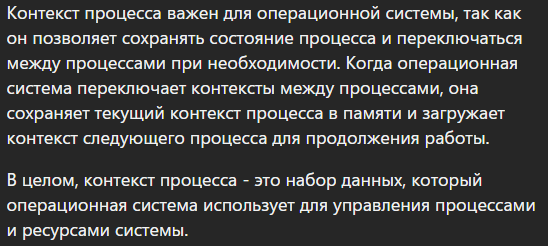 Контекст процесса важен для операционной системы, так как
он позволяет сохранять состояние процесса и переключаться
между процессами при необходимости. Когда операционная
система переключает контексты между процессами, она
сохраняет текущий контекст процесса в памяти и загружает
контекст следующего процесса для продолжения работы.
В целом, контекст процесса - это набор данных, который
операционная система использует для управления процессами
и ресурсами системы.